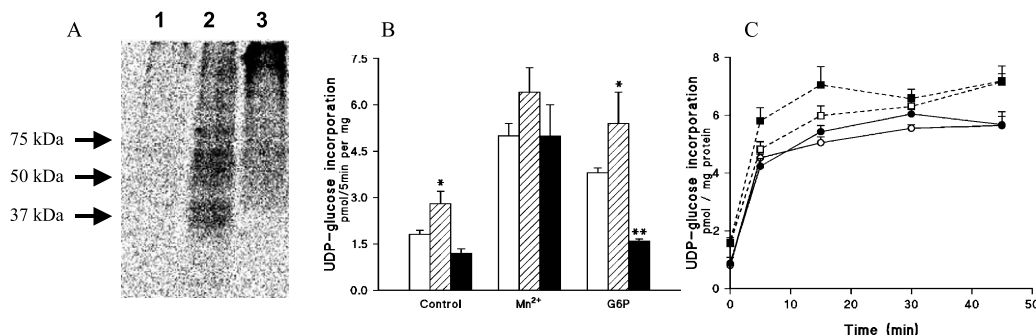 A
1 2 3
75 kDa
50 kDa
37 kDa
B
UDP-glucose incorporation
pmol/5min per mg
7.5
6.0
4.5
3.0
1.5
0.0
*
*
**
Control Mn²⁺ G6P
C
UDP-glucose incorporation
pmol / mg protein
8
6
4
2
0
0 10 20 30 40 50
Time (min)